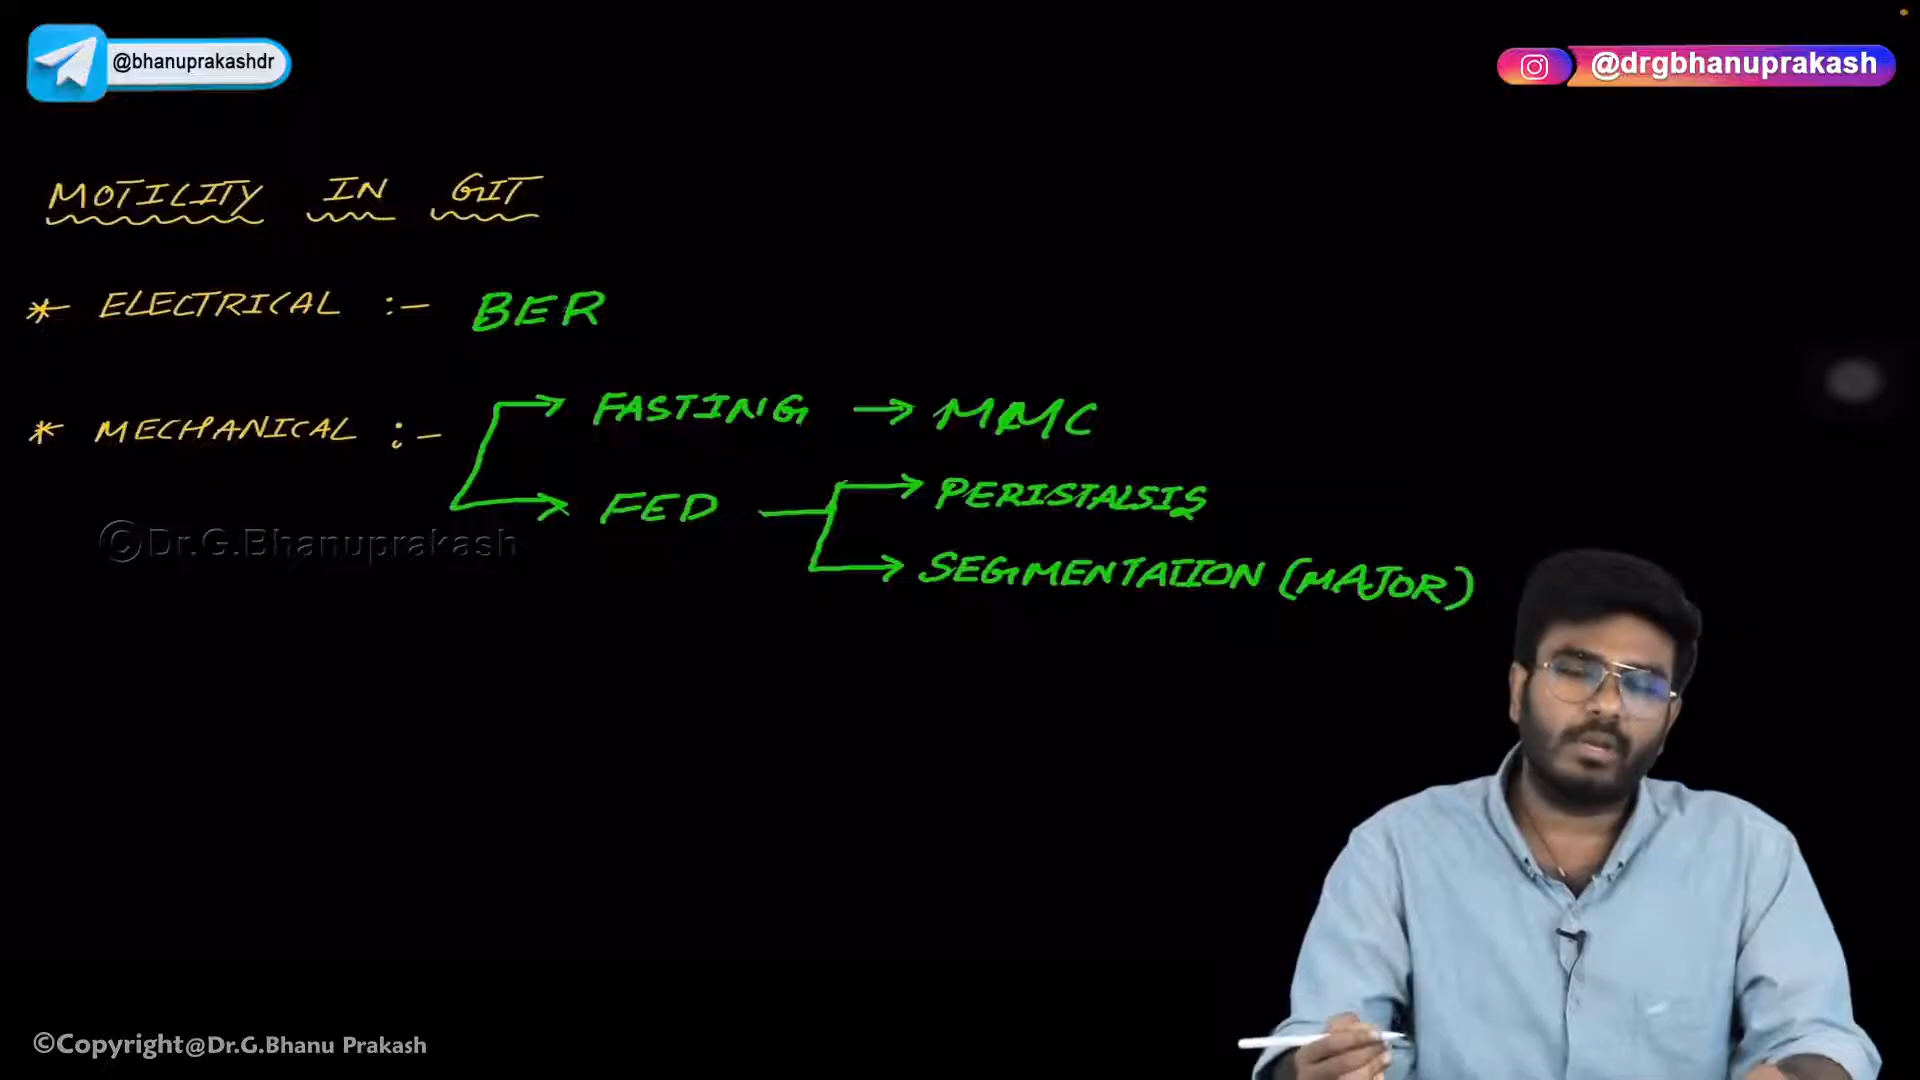 @bhanuprakashdr
@drgbhanuprakash
MOTILITY IN GIT
* ELECTRICAL :- BER
* MECHANICAL :- → FASTING → MMC
→ FED → PERISTALSIS
→ SEGMENTATION (MAJOR)
©Dr.G.Bhanuprakash
©Copyright@Dr.G.Bhanu Prakash